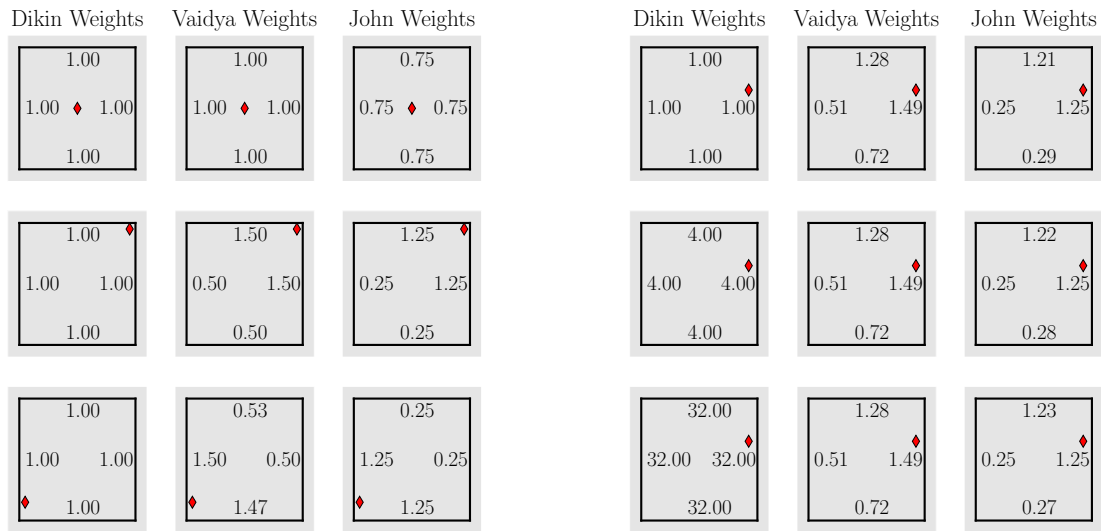 Dikin Weights Vaidya Weights John Weights Dikin Weights Vaidya Weights John Weights
1.00 1.00 0.75 1.00 1.28 1.21
1.00 1.00 1.00 1.00 0.75 0.75 1.00 1.00 0.51 1.49 0.25 1.25
1.00 1.00 0.75 1.00 0.72 0.29
1.00 1.50 1.25 4.00 1.28 1.22
1.00 1.00 0.50 1.50 0.25 1.25 4.00 4.00 0.51 1.49 0.25 1.25
1.00 0.50 0.25 4.00 0.72 0.28
1.00 0.53 0.25 32.00 1.28 1.23
1.00 1.00 1.50 0.50 1.25 0.25 32.00 32.00 0.51 1.49 0.25 1.25
1.00 1.47 1.25 32.00 0.72 0.27